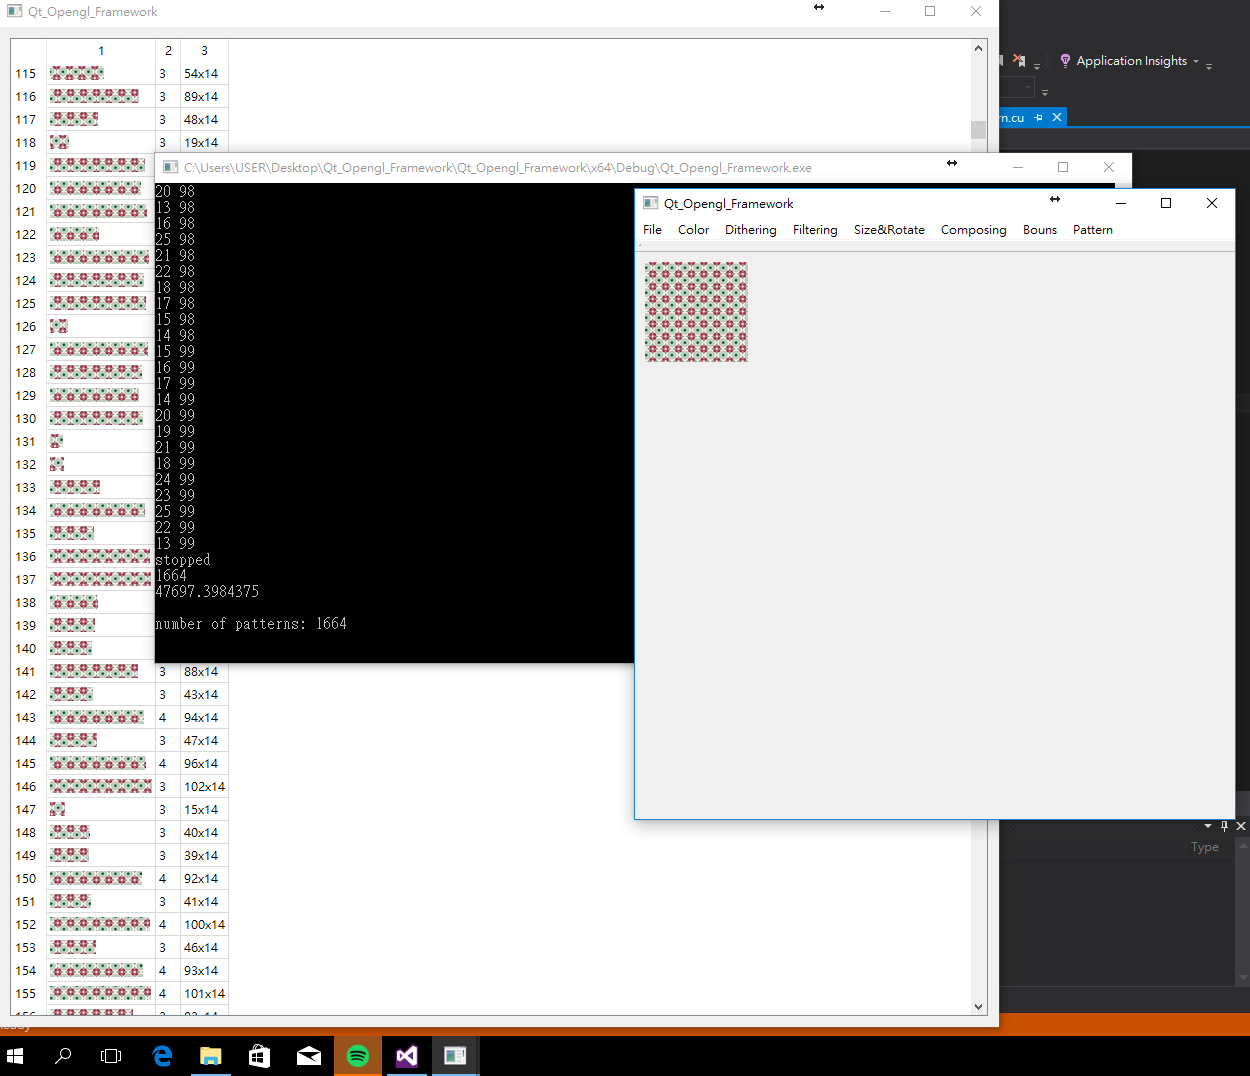 Qt_Opengl_Framework
1 2 3
115 3 54x14
116 3 89x14
117 3 48x14
118 3 19x14
119
120
121
122
123
124
125
126
127
128
129
130
131
132
133
134
135
136
137
138
139
140
141 3 88x14
142 3 43x14
143 4 94x14
144 3 47x14
145 4 96x14
146 3 102x14
147 3 15x14
148 3 40x14
149 3 39x14
150 4 92x14
151 3 41x14
152 4 100x14
153 3 46x14
154 4 93x14
155 4 101x14
C:\Users\USER\Desktop\Qt_Opengl_Framework\Qt_Opengl_Framework\x64\Debug\Qt_Opengl_Framework.exe
20 98
13 98
16 98
25 98
21 98
22 98
18 98
17 98
15 98
14 98
15 99
16 99
17 99
14 99
20 99
19 99
21 99
18 99
24 99
23 99
25 99
22 99
13 99
stopped
1664
47697.3984375
number of patterns: 1664
Qt_Opengl_Framework
File Color Dithering Filtering Size&Rotate Composing Bouns Pattern
Application Insights
n.cu
Type